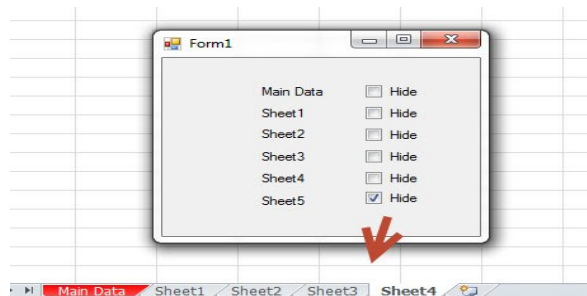 Form1
Main Data Hide
Sheet1 Hide
Sheet2 Hide
Sheet3 Hide
Sheet4 Hide
Sheet5 Hide
Main Data Sheet1 Sheet2 Sheet3 Sheet4